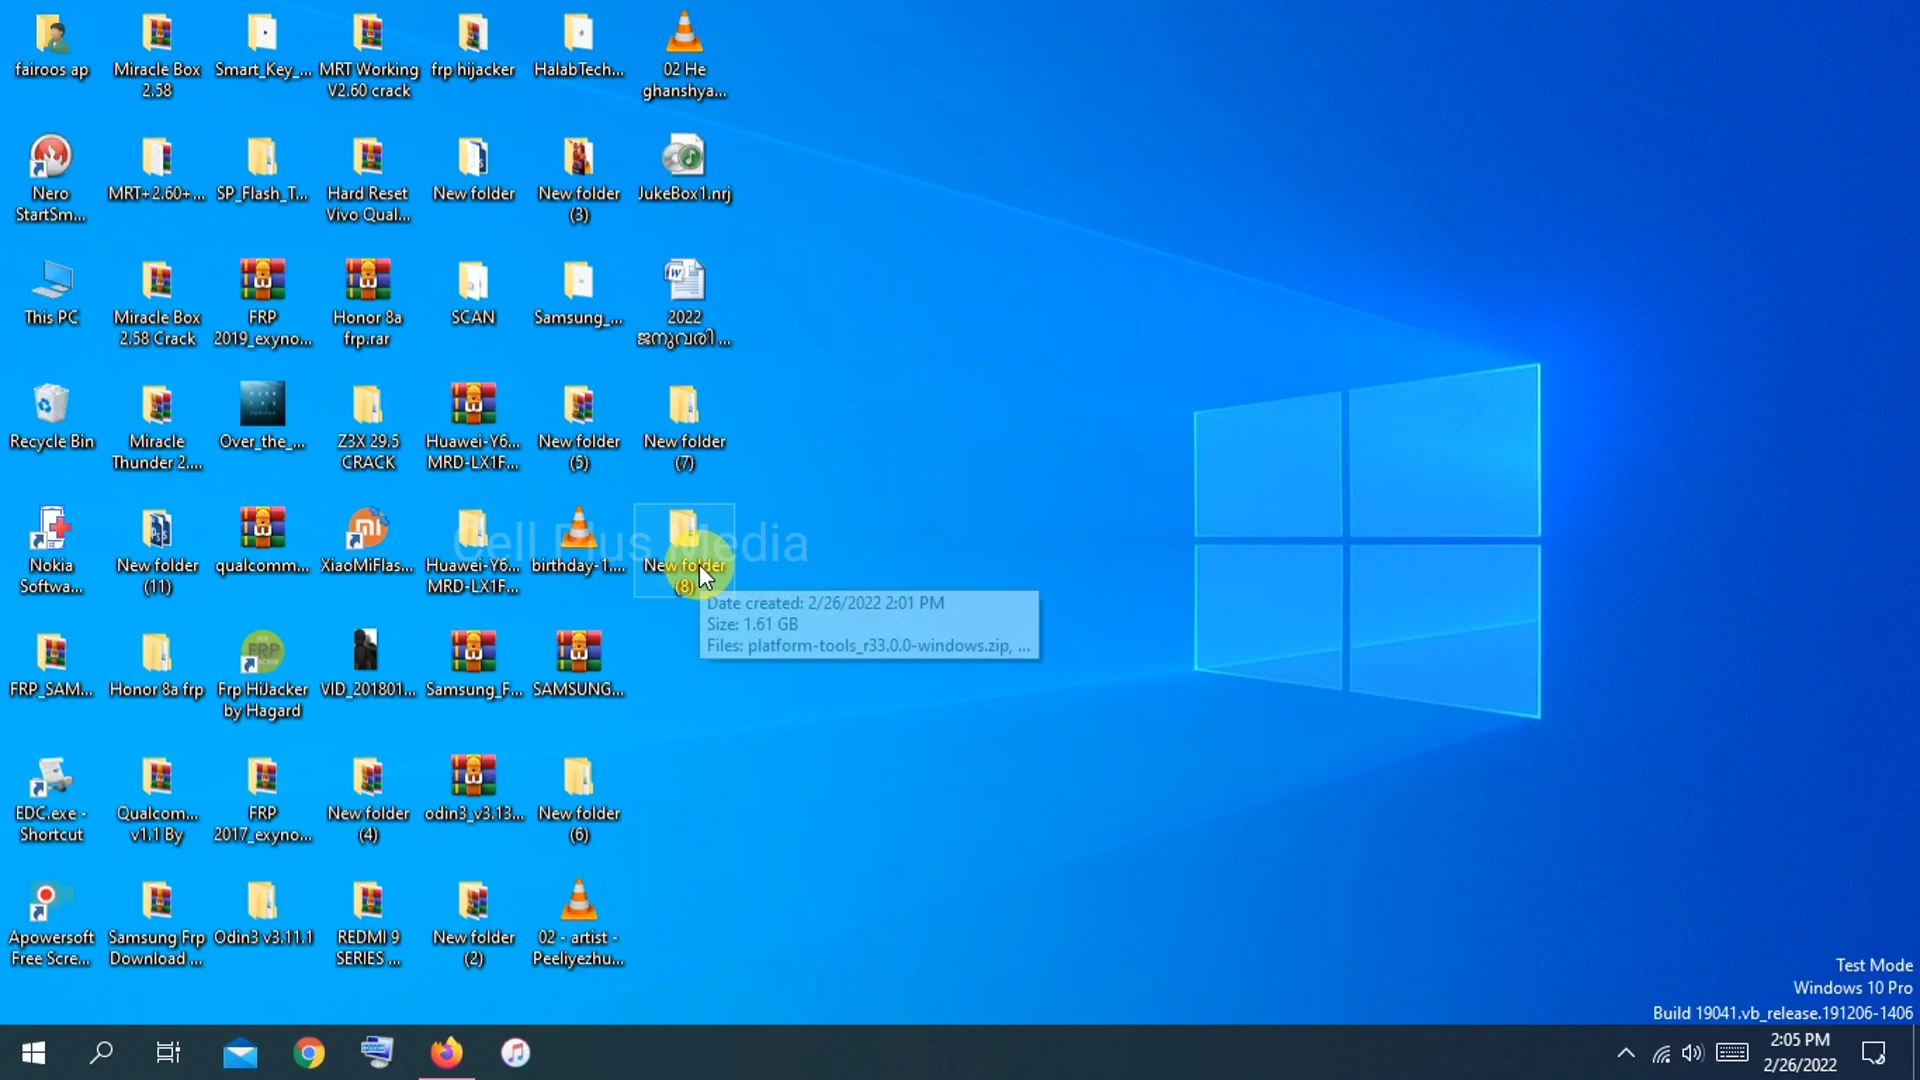 fairoos ap
Miracle Box
2.58
Smart_Key_...
MRT Working
V2.60 crack
frp hijacker
HalabTech...
02 He
ghanshya...
Nero
StartSm...
MRT+2.60+...
SP_Flash_T...
Hard Reset
Vivo Qual...
New folder
New folder
(3)
JukeBox1.nrj
This PC
Miracle Box
2.58 Crack
FRP
2019_exyno...
Honor 8a
frp.rar
SCAN
Samsung_...
2022
ജനുവരി ...
Recycle Bin
Miracle
Thunder 2....
Over_the_...
Z3X 29.5
CRACK
Huawei-Y6...
MRD-LX1F...
New folder
(5)
New folder
(7)
Nokia
Softwa...
New folder
(11)
qualcomm...
XiaoMiFlas...
Huawei-Y6...
MRD-LX1F...
birthday-1....
New folder
(8)
Cell Plus Media
Date created: 2/26/2022 2:01 PM
Size: 1.61 GB
Files: platform-tools_r33.0.0-windows.zip, ...
FRP_SAM...
Honor 8a frp
Frp HiJacker
by Hagard
VID_201801...
Samsung_F...
SAMSUNG...
EDC.exe -
Shortcut
Qualcom...
v1.1 By
FRP
2017_exyno...
New folder
(4)
odin3_v3.13...
New folder
(6)
Apowersoft
Free Scre...
Samsung Frp
Download ...
Odin3 v3.11.1
REDMI 9
SERIES ...
New folder
(2)
02 - artist -
Peeliyezhu...
Test Mode
Windows 10 Pro
Build 19041.vb_release.191206-1406
2:05 PM
2/26/2022